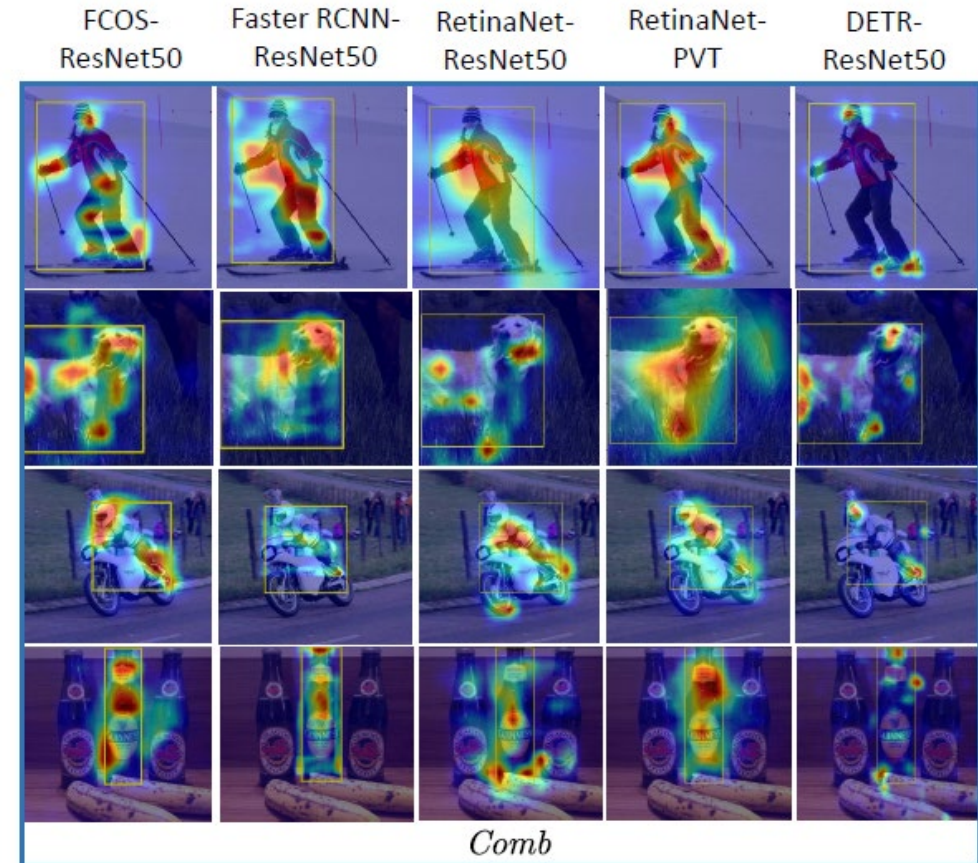 FCOS-
ResNet50
Faster RCNN-
ResNet50
RetinaNet-
ResNet50
RetinaNet-
PVT
DETR-
ResNet50
Comb